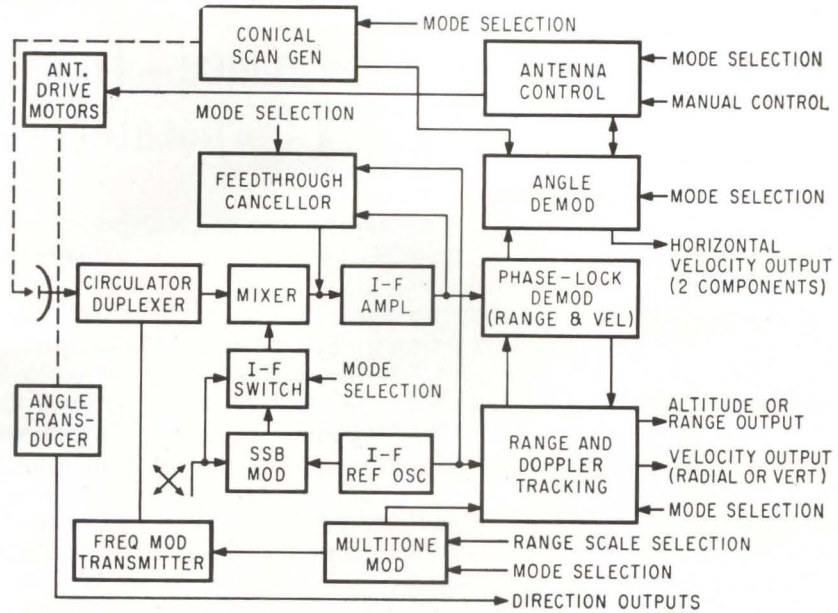 CONICAL
SCAN GEN
MODE SELECTION
ANT.
DRIVE
MOTORS
ANTENNA
CONTROL
MODE SELECTION
MANUAL CONTROL
MODE SELECTION
FEEDTHROUGH
CANCELLOR
ANGLE
DEMOD
MODE SELECTION
HORIZONTAL
VELOCITY OUTPUT
(2 COMPONENTS)
CIRCULATOR
DUPLEXER
MIXER
I-F
AMPL
PHASE-LOCK
DEMOD
(RANGE & VEL)
I-F
SWITCH
MODE
SELECTION
ANGLE
TRANS-
DUCER
SSB
MOD
I-F
REF OSC
RANGE AND
DOPPLER
TRACKING
ALTITUDE OR
RANGE OUTPUT
VELOCITY OUTPUT
(RADIAL OR VERT)
MODE SELECTION
FREQ MOD
TRANSMITTER
MULTITONE
MOD
RANGE SCALE SELECTION
MODE SELECTION
DIRECTION OUTPUTS